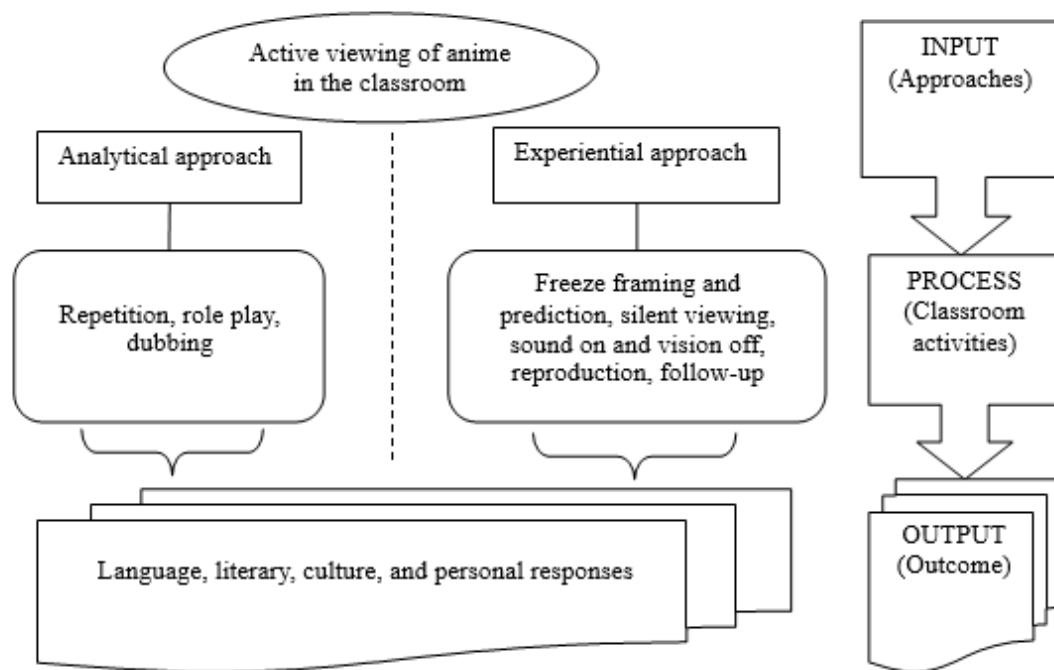 Active viewing of anime
in the classroom
INPUT
(Approaches)
Analytical approach
Experiential approach
Repetition, role play,
dubbing
Freeze framing and
prediction, silent viewing,
sound on and vision off,
reproduction, follow-up
PROCESS
(Classroom
activities)
Language, literary, culture, and personal responses
OUTPUT
(Outcome)